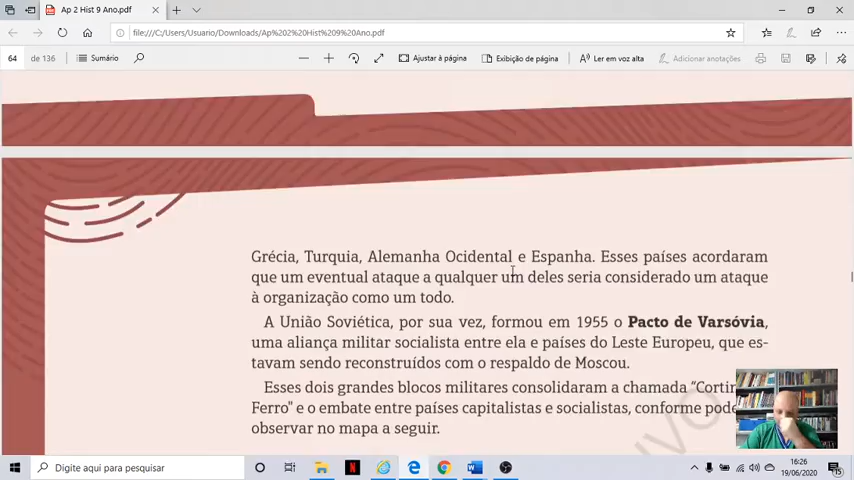 Ap 2 Hist 9 Ano.pdf
file:///C:/Users/Usuario/Downloads/Ap%202%20Hist%209%20Ano.pdf
64 de 136 Sumário Ajustar à página Exibição de página Ler em voz alta Adicionar anotações
Grécia, Turquia, Alemanha Ocidental e Espanha. Esses países acordaram
que um eventual ataque a qualquer um deles seria considerado um ataque
à organização como um todo.
A União Soviética, por sua vez, formou em 1955 o Pacto de Varsóvia,
uma aliança militar socialista entre ela e países do Leste Europeu, que es-
tavam sendo reconstruídos com o respaldo de Moscou.
Esses dois grandes blocos militares consolidaram a chamada “Cortin
Ferro" e o embate entre países capitalistas e socialistas, conforme pode
observar no mapa a seguir.
Digite aqui para pesquisar
16:26
19/06/2020